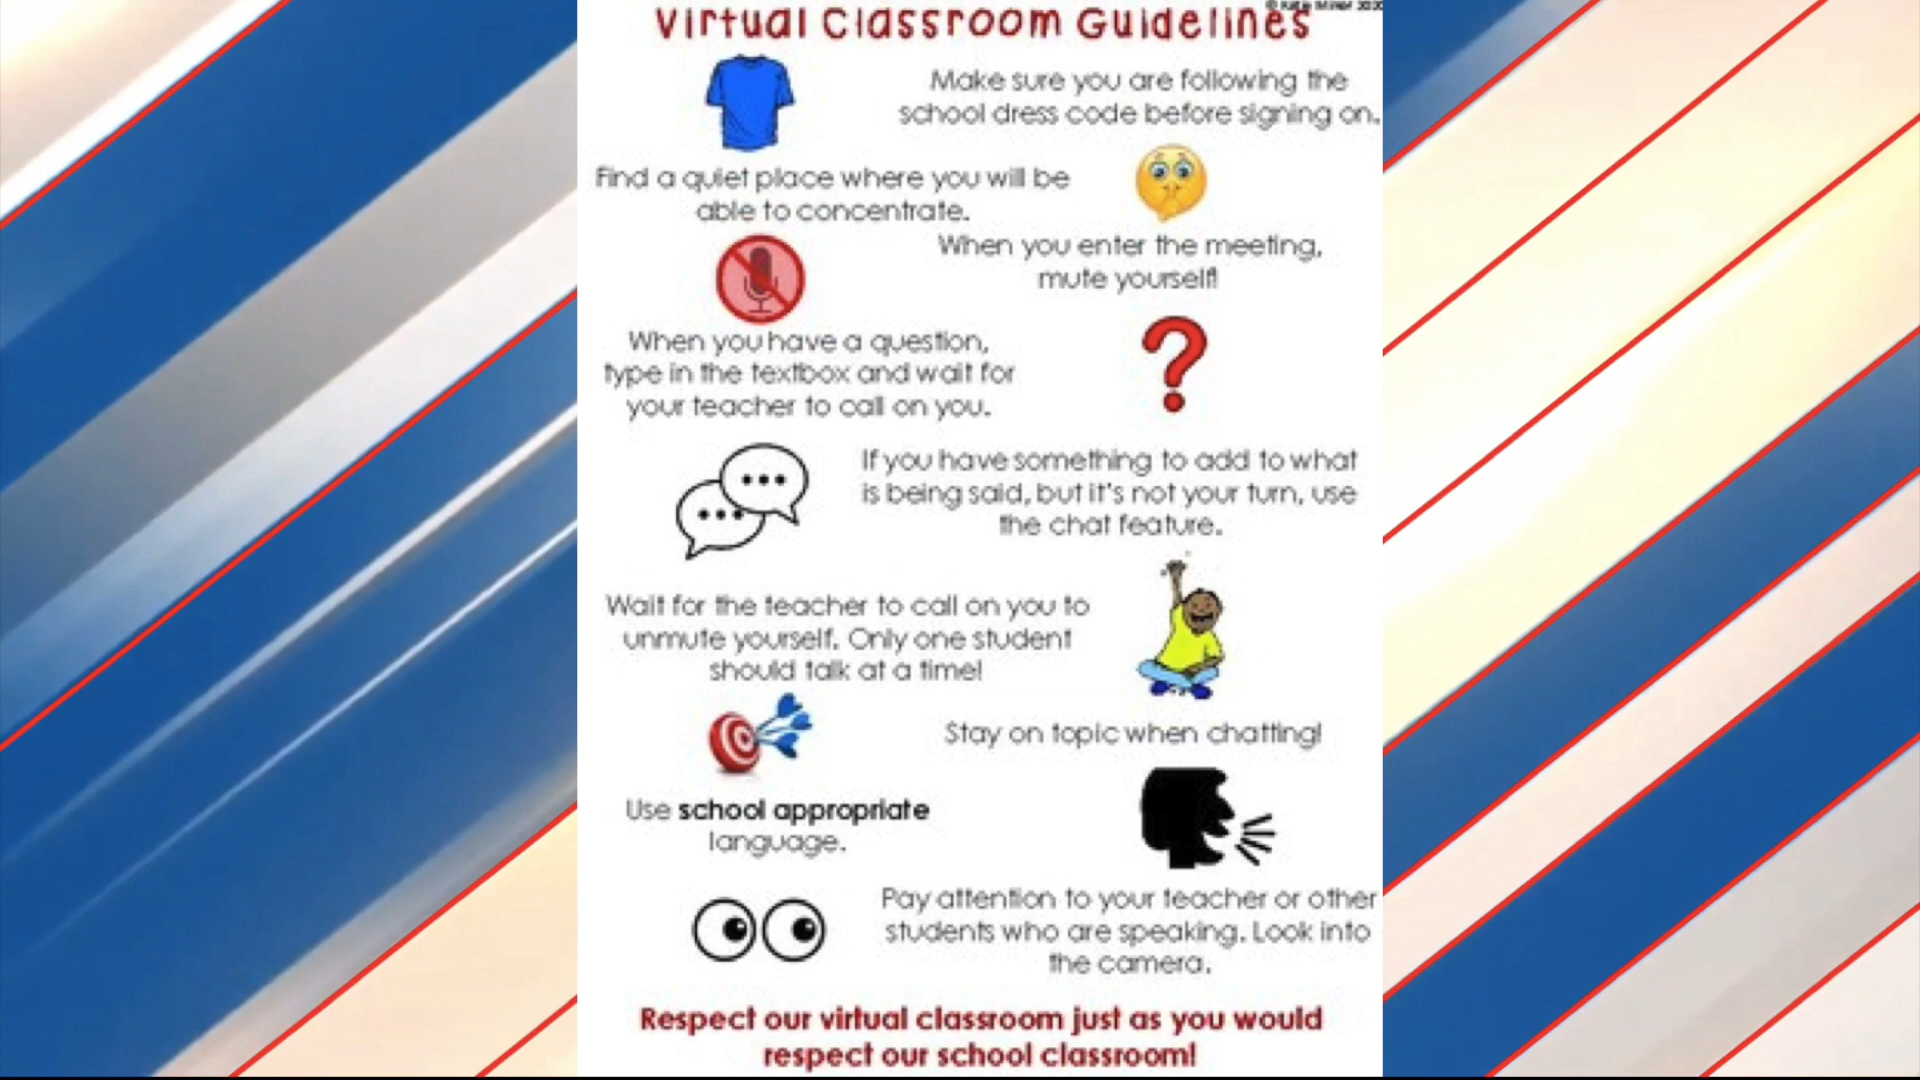 © Katie Minor 2020
Virtual Classroom Guidelines
Make sure you are following the
school dress code before signing on.
Find a quiet place where you will be
able to concentrate.
When you enter the meeting,
mute yourself!
When you have a question,
type in the textbox and wait for
your teacher to call on you.
If you have something to add to what
is being said, but it's not your turn, use
the chat feature.
Wait for the teacher to call on you to
unmute yourself. Only one student
should talk at a time!
Stay on topic when chatting!
Use school appropriate
language.
Pay attention to your teacher or other
students who are speaking. Look into
the camera.
Respect our virtual classroom just as you would
respect our school classroom!